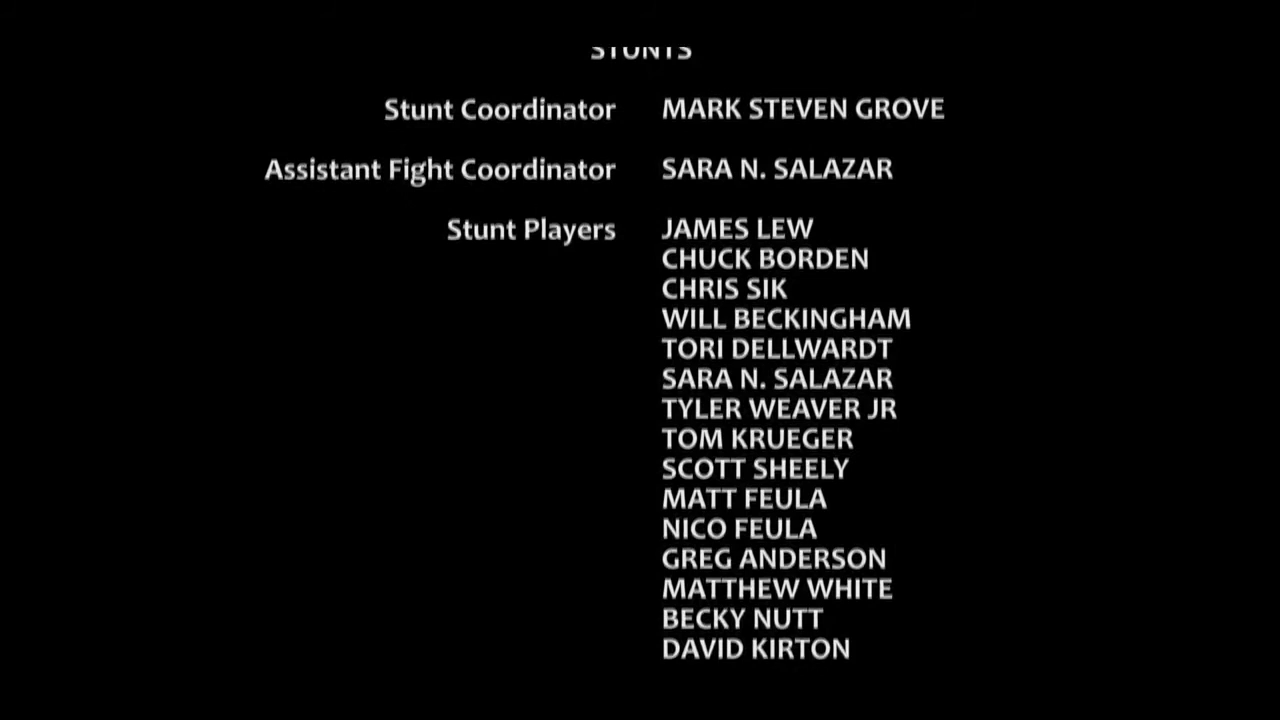 STUNTS
Stunt Coordinator MARK STEVEN GROVE
Assistant Fight Coordinator SARA N. SALAZAR
Stunt Players JAMES LEW
CHUCK BORDEN
CHRIS SIK
WILL BECKINGHAM
TORI DELLWARDT
SARA N. SALAZAR
TYLER WEAVER JR
TOM KRUEGER
SCOTT SHEELY
MATT FEULA
NICO FEULA
GREG ANDERSON
MATTHEW WHITE
BECKY NUTT
DAVID KIRTON